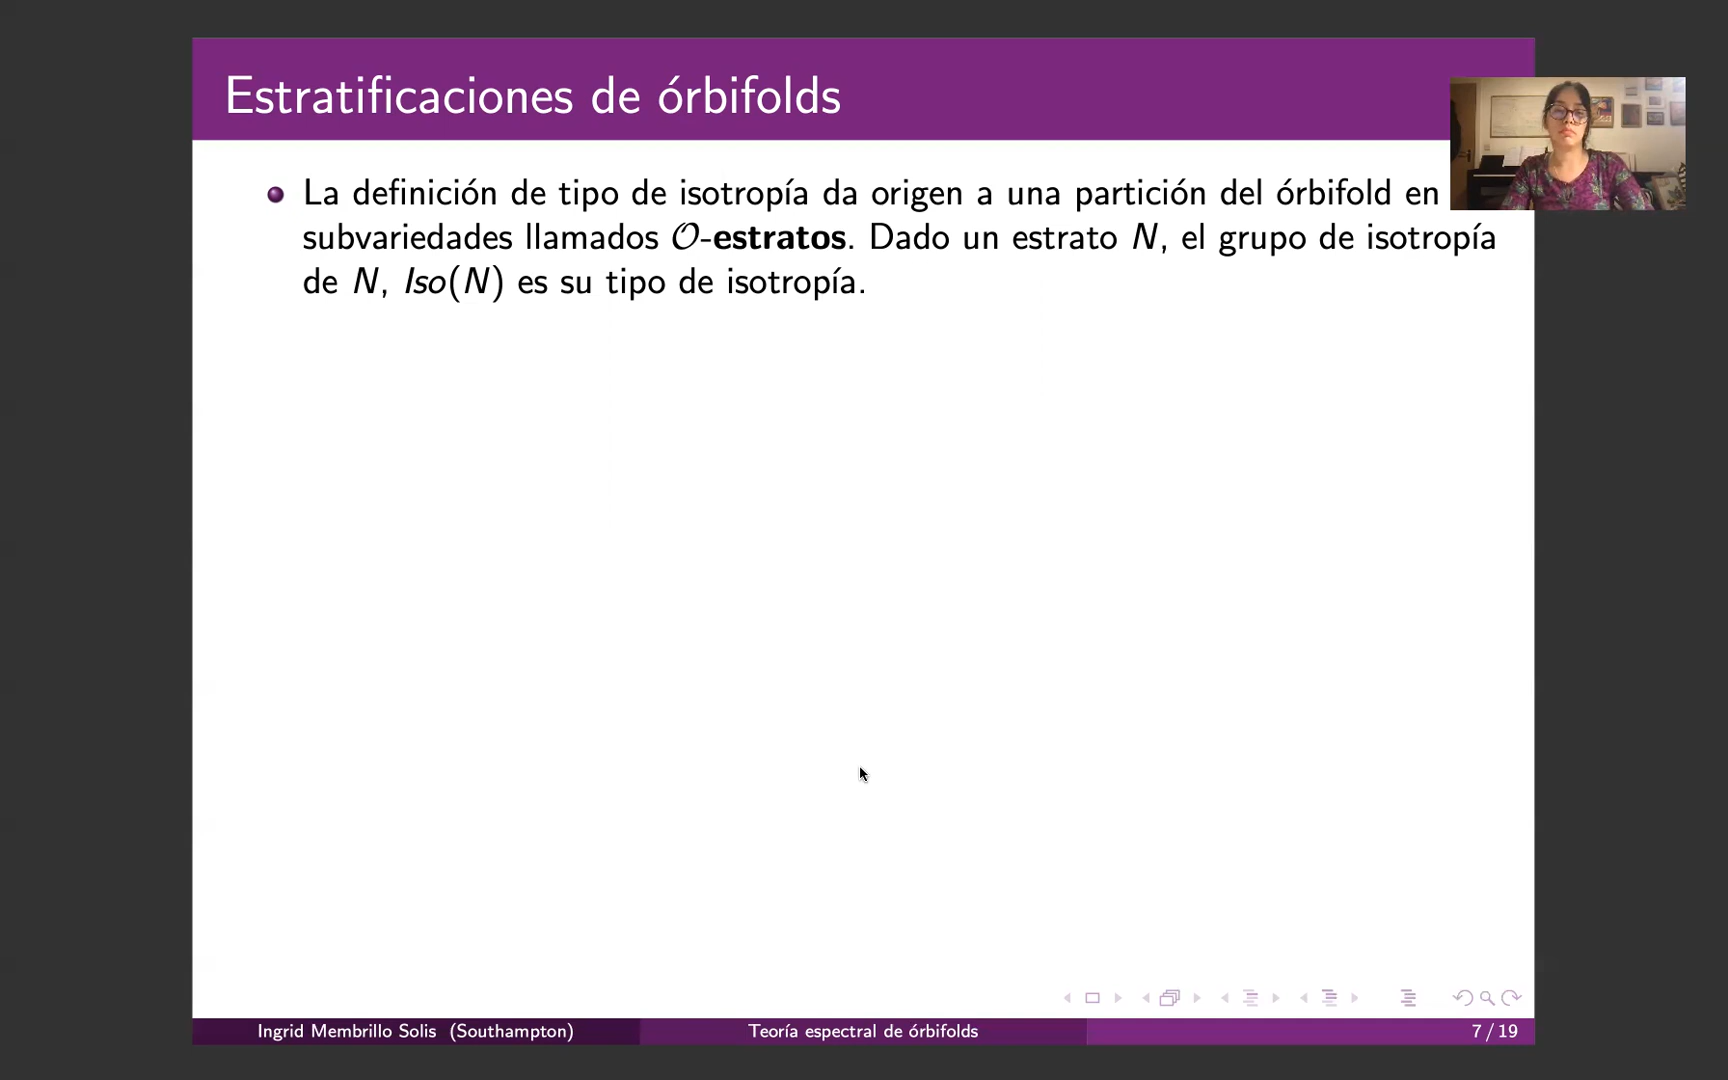 Estratificaciones de órbifolds
La definición de tipo de isotropía da origen a una partición del órbifold en
subvariedades llamados 𝒪-estratos. Dado un estrato N, el grupo de isotropía
de N, Iso(N) es su tipo de isotropía.
Ingrid Membrillo Solis (Southampton) Teoría espectral de órbifolds 7 / 19